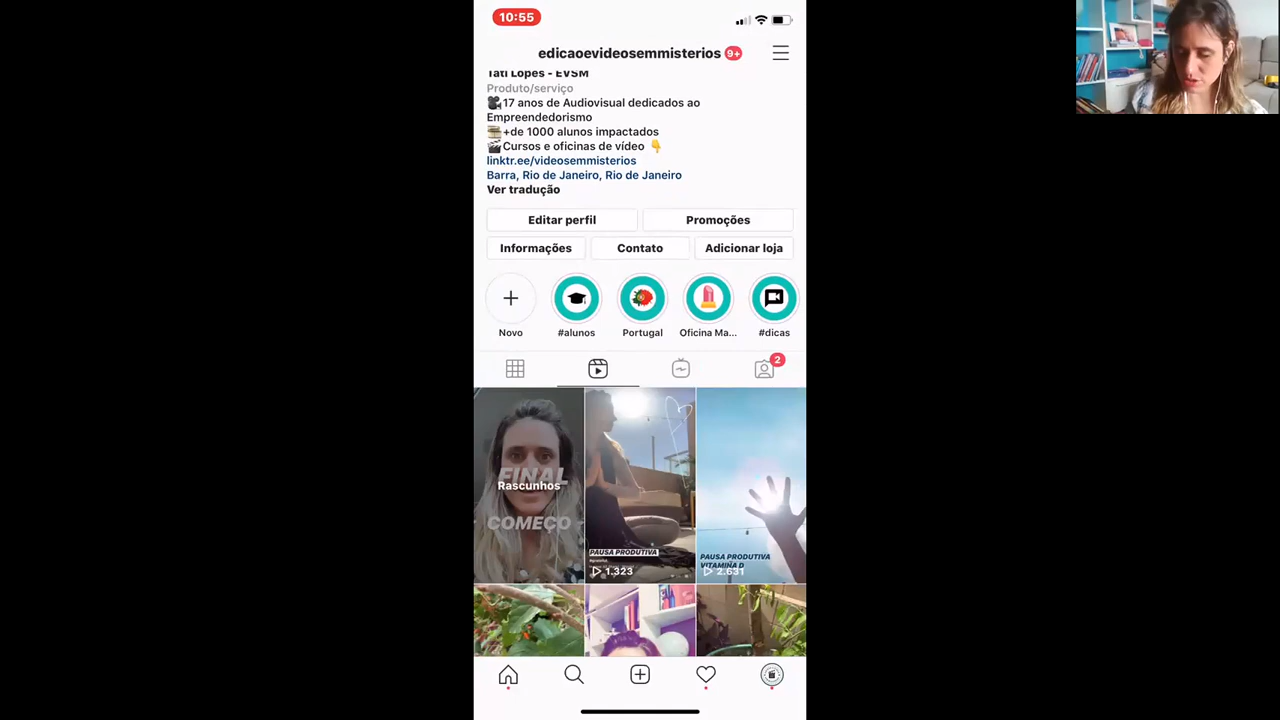 10:55
edicaoevideosemmisterios 9+
Tati Lopes - EVSM
Produto/serviço
17 anos de Audiovisual dedicados ao
Empreendedorismo
+de 1000 alunos impactados
Cursos e oficinas de vídeo
linktr.ee/videosemmisterios
Barra, Rio de Janeiro, Rio de Janeiro
Ver tradução
Editar perfil Promoções
Informações Contato Adicionar loja
Novo #alunos Portugal Oficina Ma... #dicas
2
FINAL
Rascunhos
COMEÇO
PAUSA PRODUTIVA
1.323
PAUSA PRODUTIVA
VITAMINA D
2.631